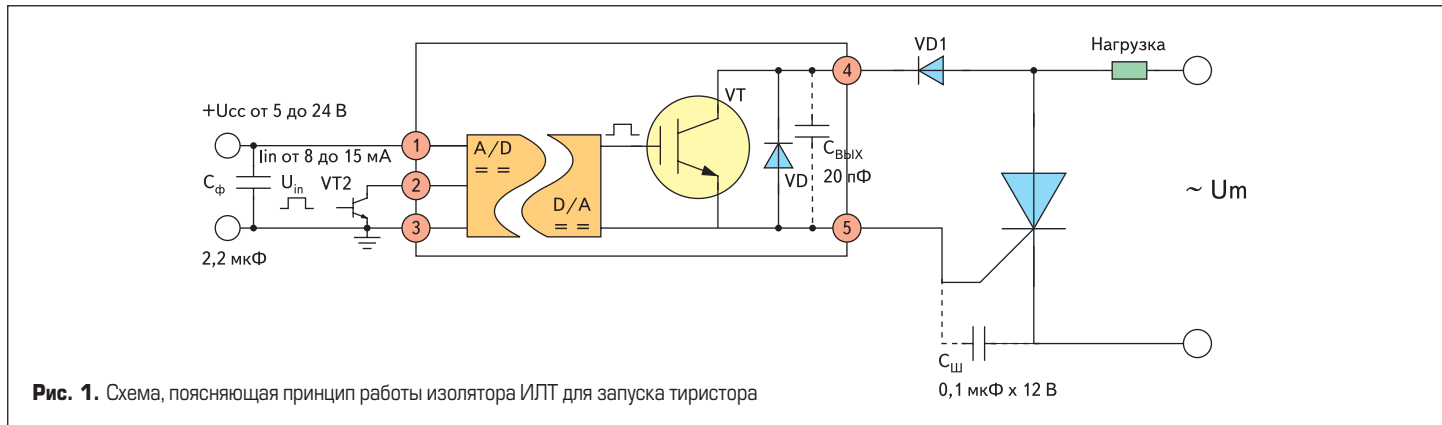 VD1
Нагрузка
4
VT
+Ucc от 5 до 24 В
1
Iin от 8 до 15 мА
A/D
= =
CВЫХ
20 пФ
VD
Cф
Uin
VT2
2
~ Um
D/A
= =
3
5
2,2 мкФ
CШ
0,1 мкФ x 12 В
Рис. 1. Схема, поясняющая принцип работы изолятора ИЛТ для запуска тиристора